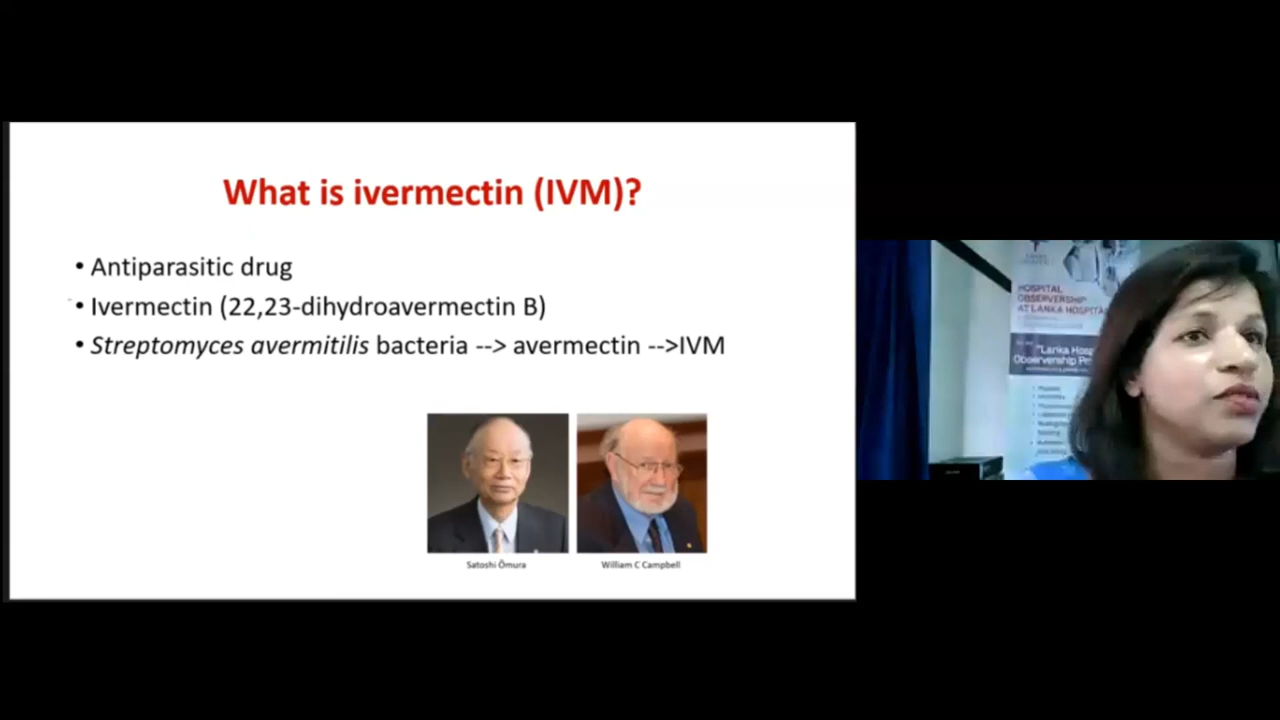 What is ivermectin (IVM)?
• Antiparasitic drug
• Ivermectin (22,23-dihydroavermectin B)
• Streptomyces avermitilis bacteria --> avermectin -->IVM
Satoshi Ōmura
William C Campbell
HOSPITAL
OBSERVERSHIP
AT LANKA HOSPITAL
"Lanka Hosp
Observership Pr